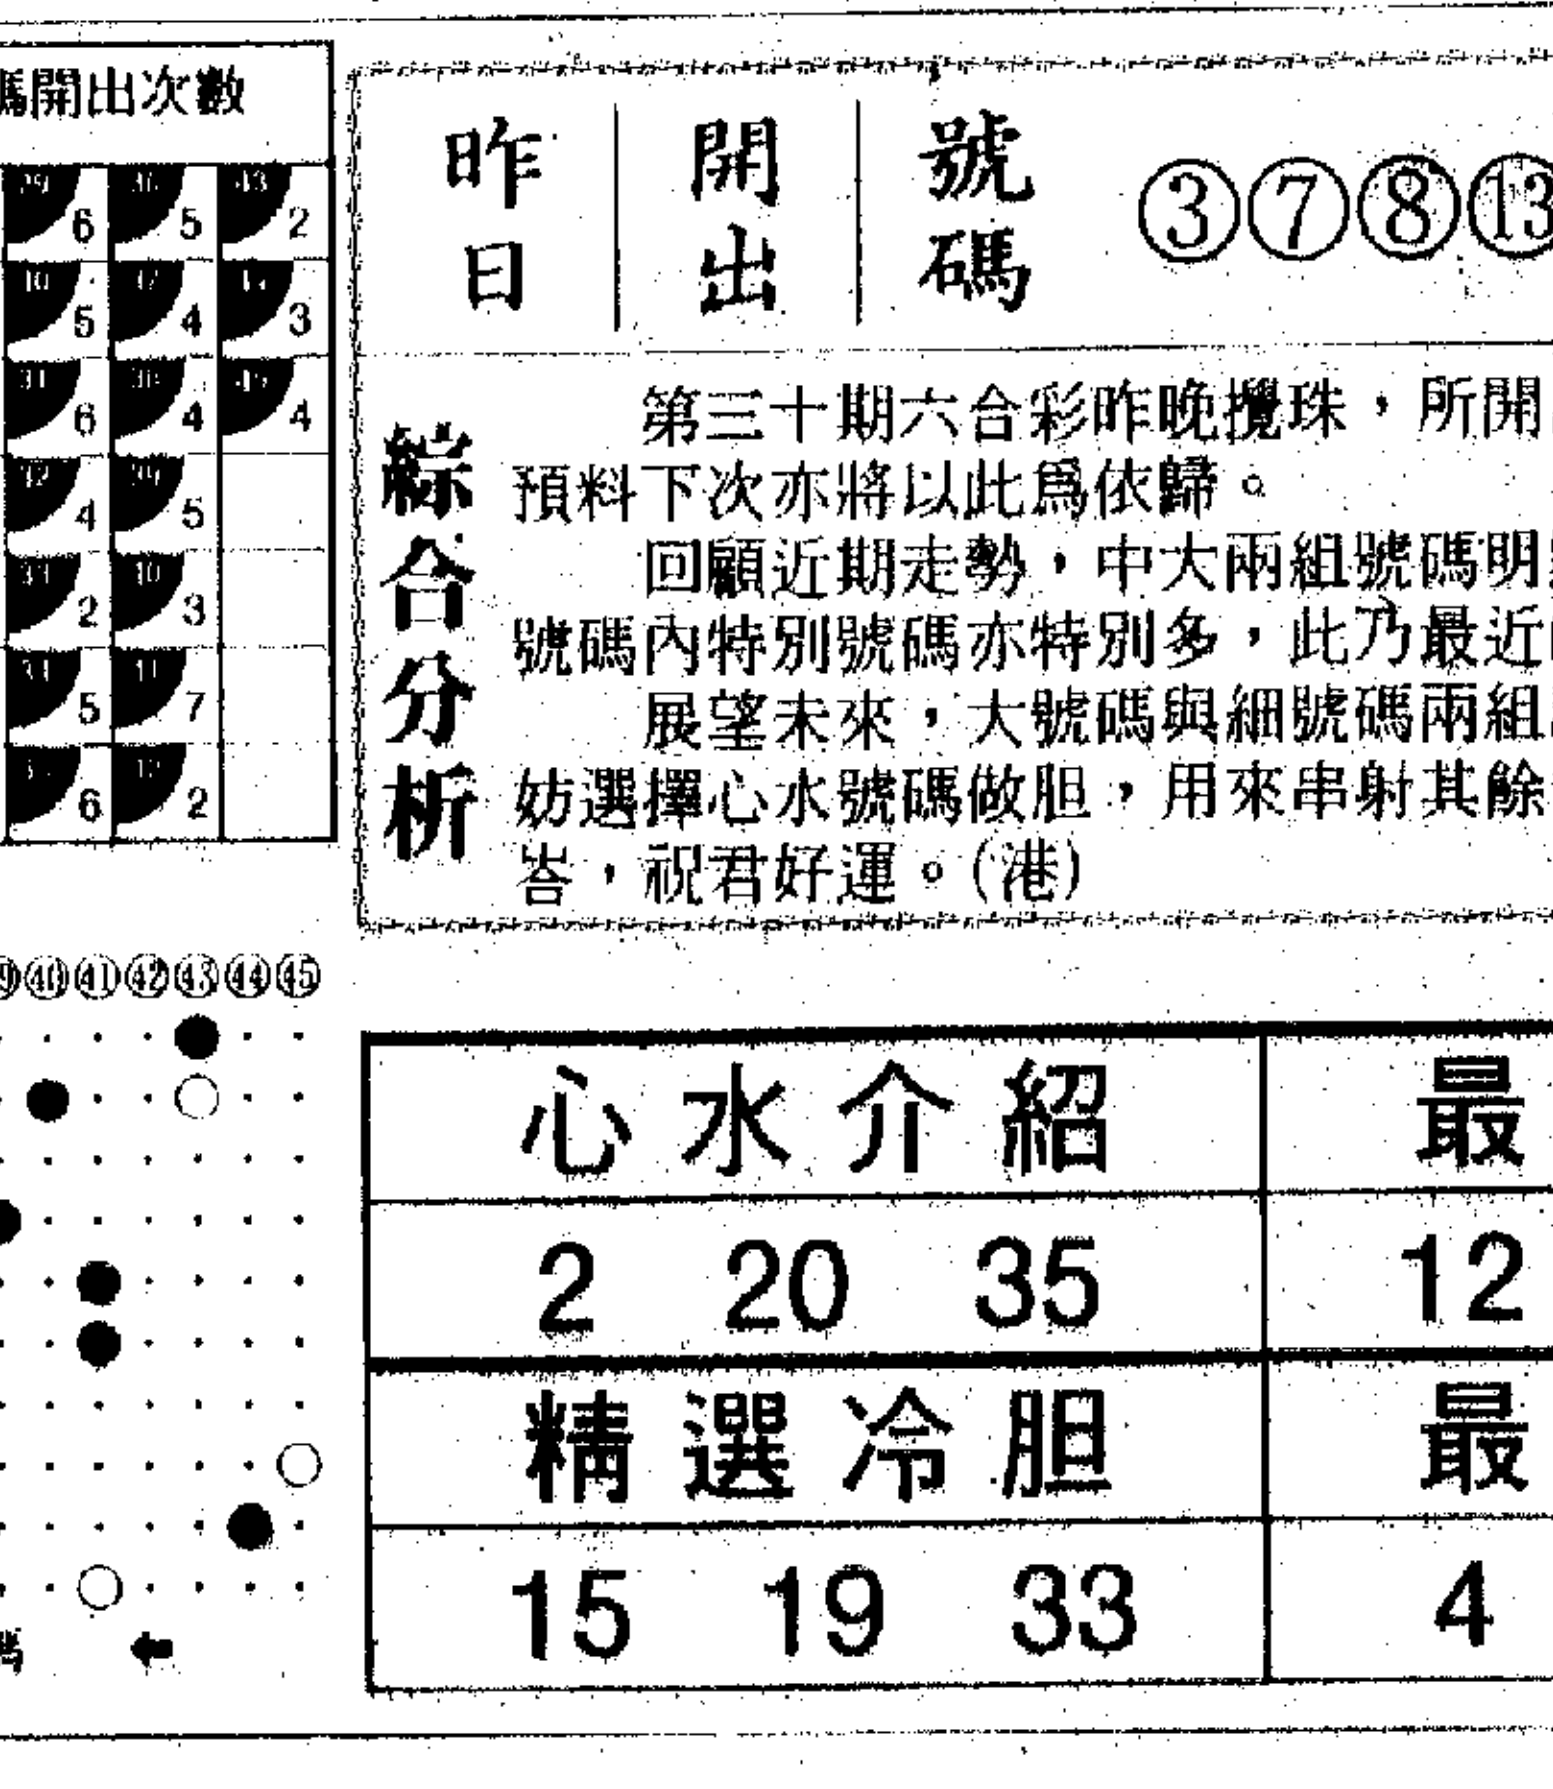 碼開出次數
6 5 2
5 4 3
6 4 4
4 5
2 3
5 7
6 2
昨日 開出 號碼 ③⑦⑧⑬
綜合分析
第三十期六合彩昨晚攪珠，所開
預料下次亦將以此爲依歸。
回顧近期走勢，中大兩組號碼明
號碼內特別號碼亦特別多，此乃最近
展望未來，大號碼與細號碼兩組
妨選擇心水號碼做胆，用來串射其餘
峇，祝君好運。(港)
㊵㊶㊷㊸㊹㊺
心水介紹 最
2 20 35 12
精選冷胆 最
15 19 33 4